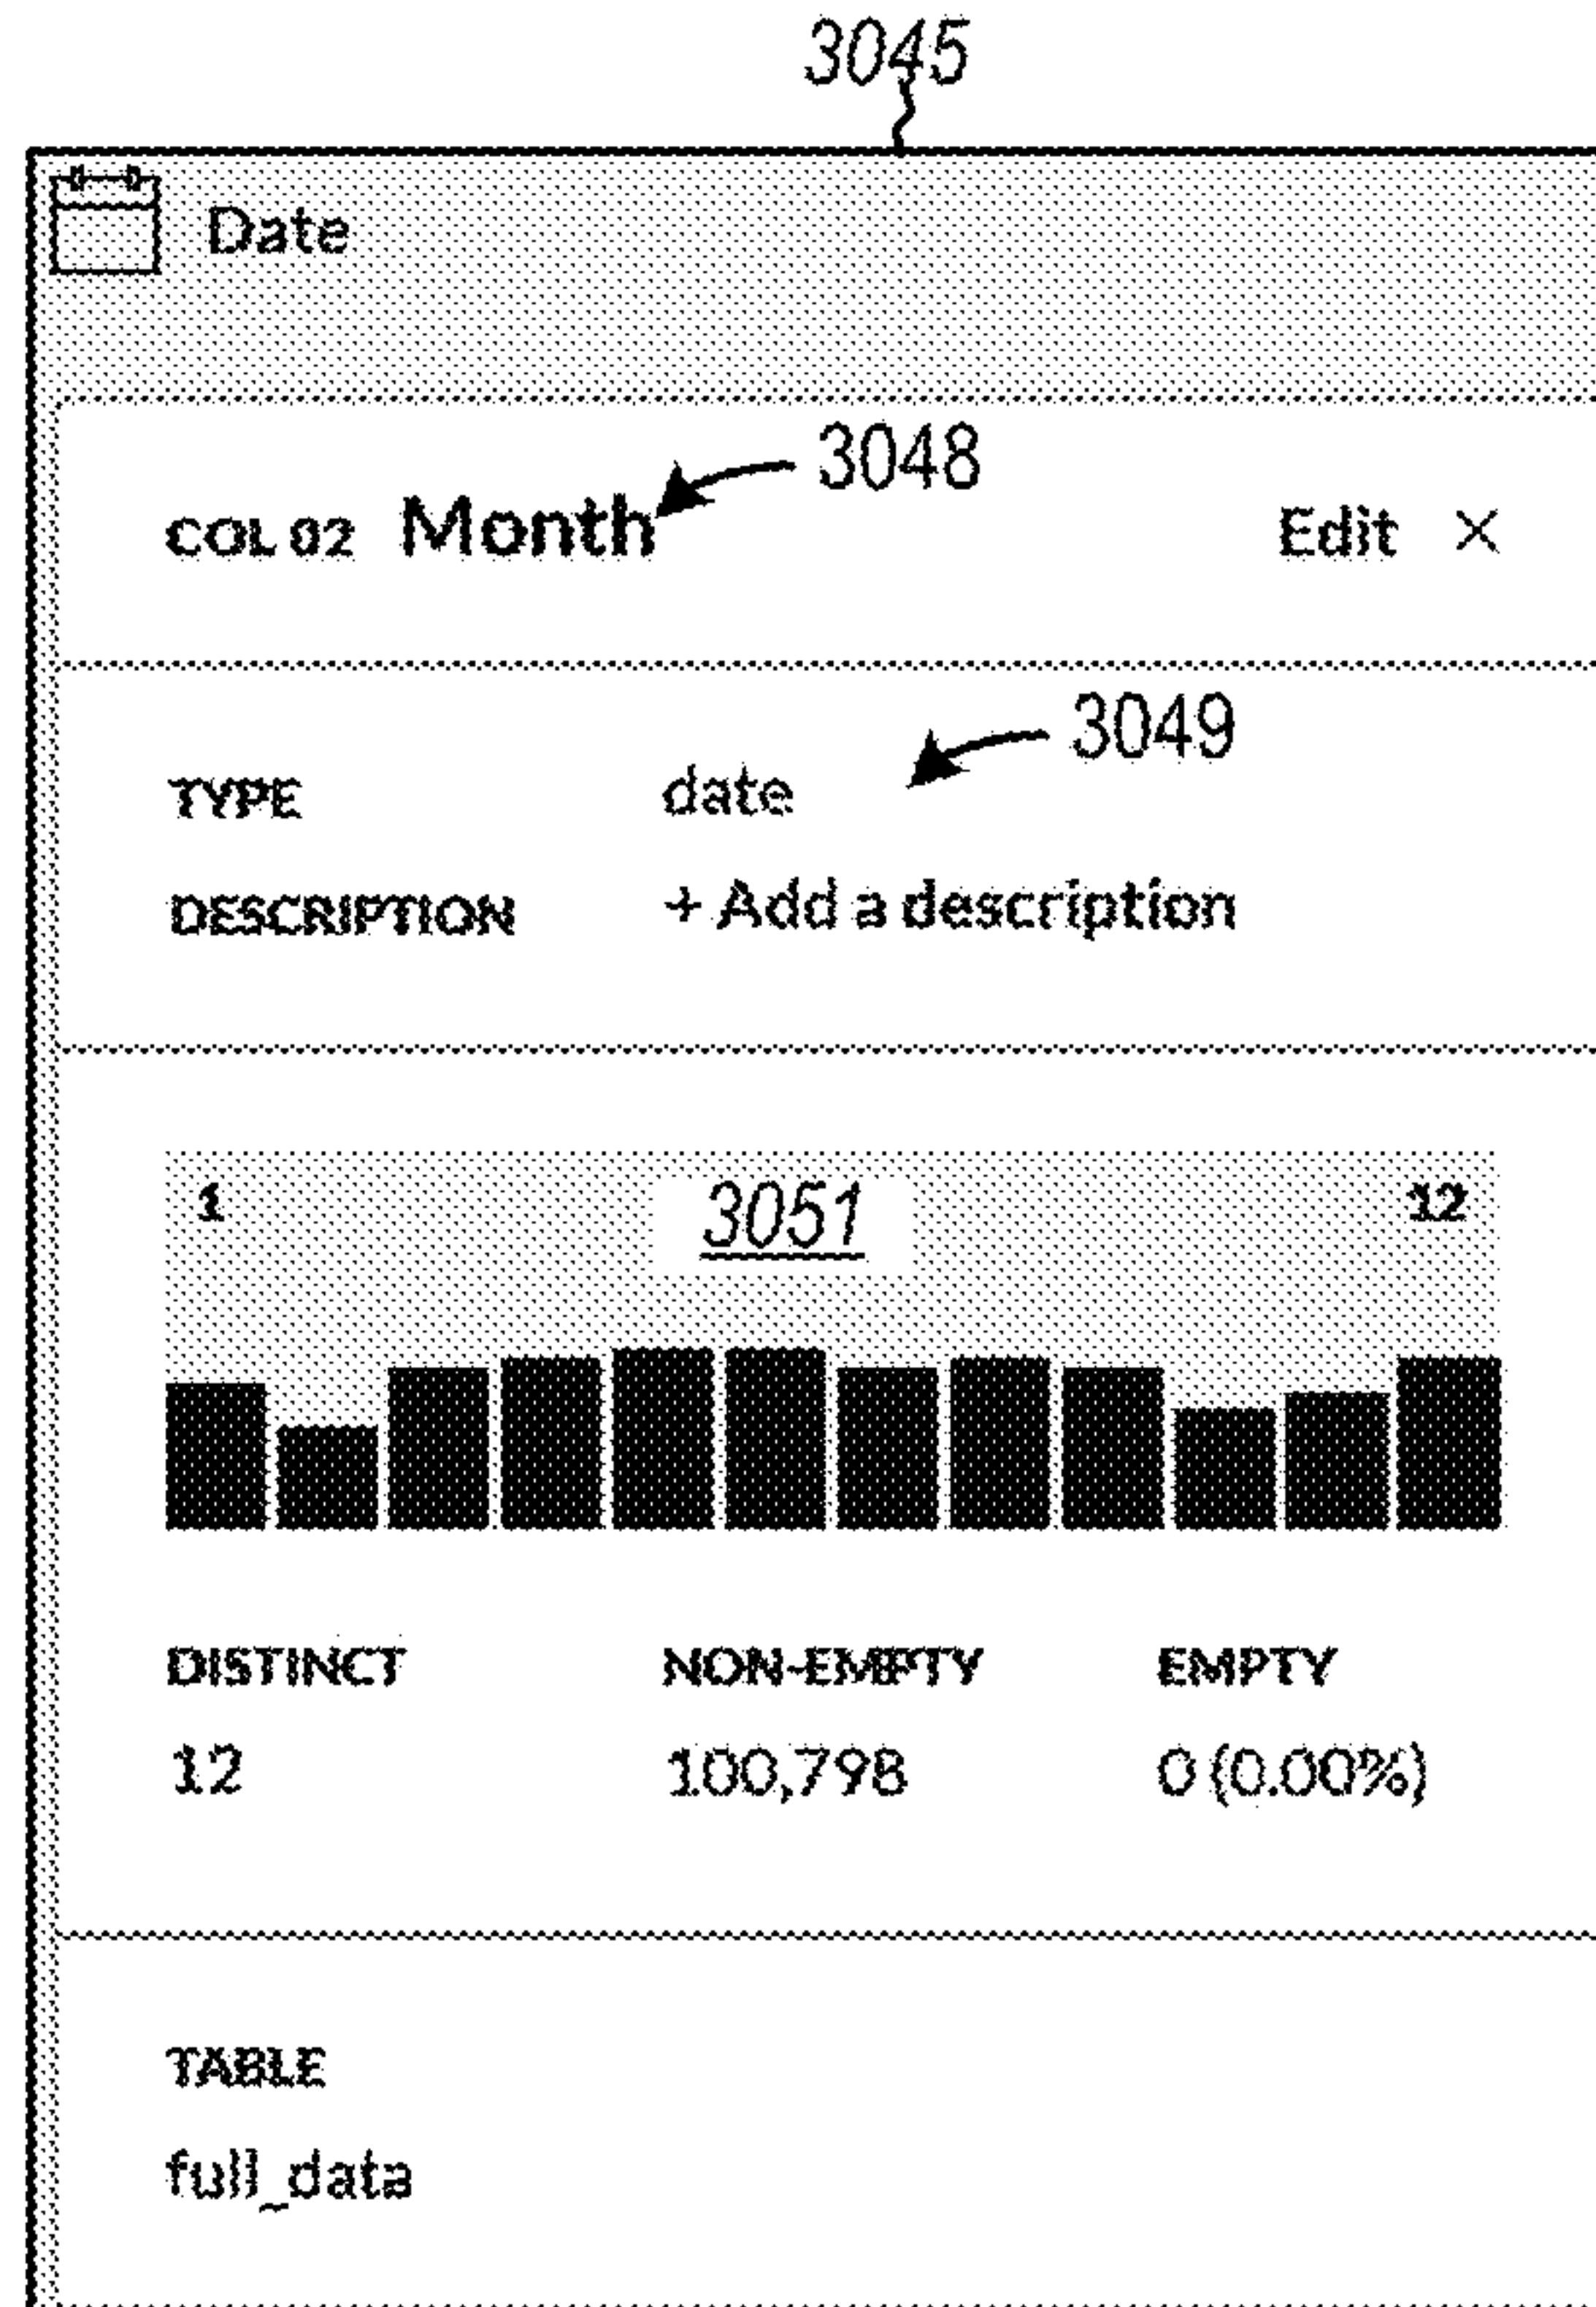 3045
Date
COL 02 Month 3048 Edit ×
3049
TYPE date
DESCRIPTION + Add a description
1 3051 12
DISTINCT NON-EMPTY EMPTY
12 100,798 0 (0.00%)
TABLE
full_data